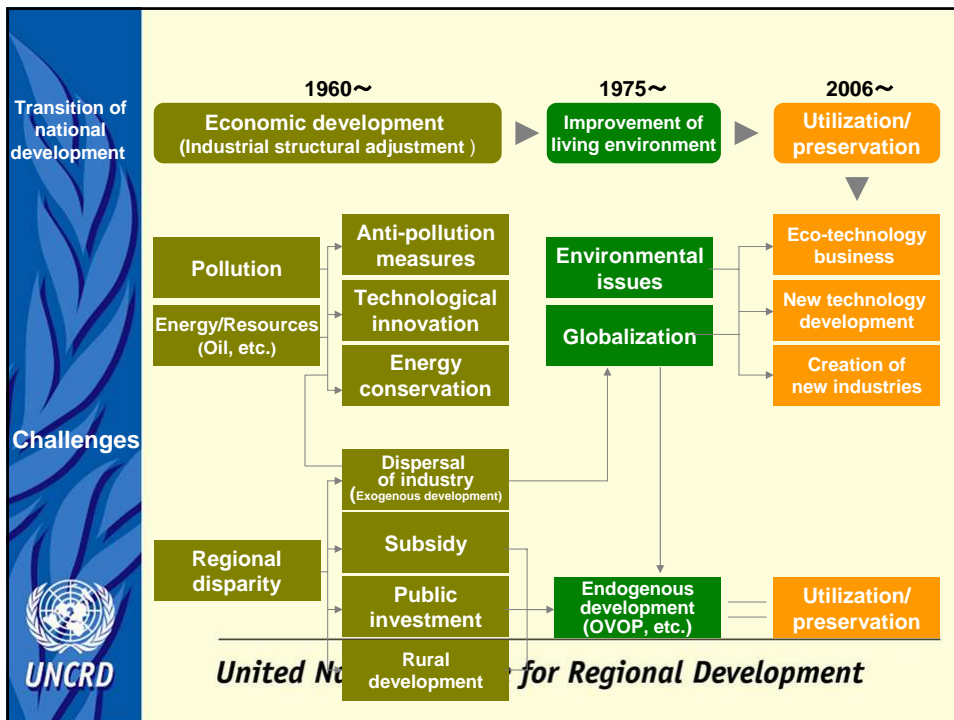 1960～
1975～
2006～
Transition of
national
development
Economic development
(Industrial structural adjustment )
Improvement of
living environment
Utilization/
preservation
Pollution
Energy/Resources
(Oil, etc.)
Anti-pollution
measures
Technological
innovation
Energy
conservation
Environmental
issues
Globalization
Eco-technology
business
New technology
development
Creation of
new industries
Challenges
Regional
disparity
Dispersal
of industry
(Exogenous development)
Subsidy
Public
investment
Rural
development
Endogenous
development
(OVOP, etc.)
Utilization/
preservation
UNCRD
United for Regional Development